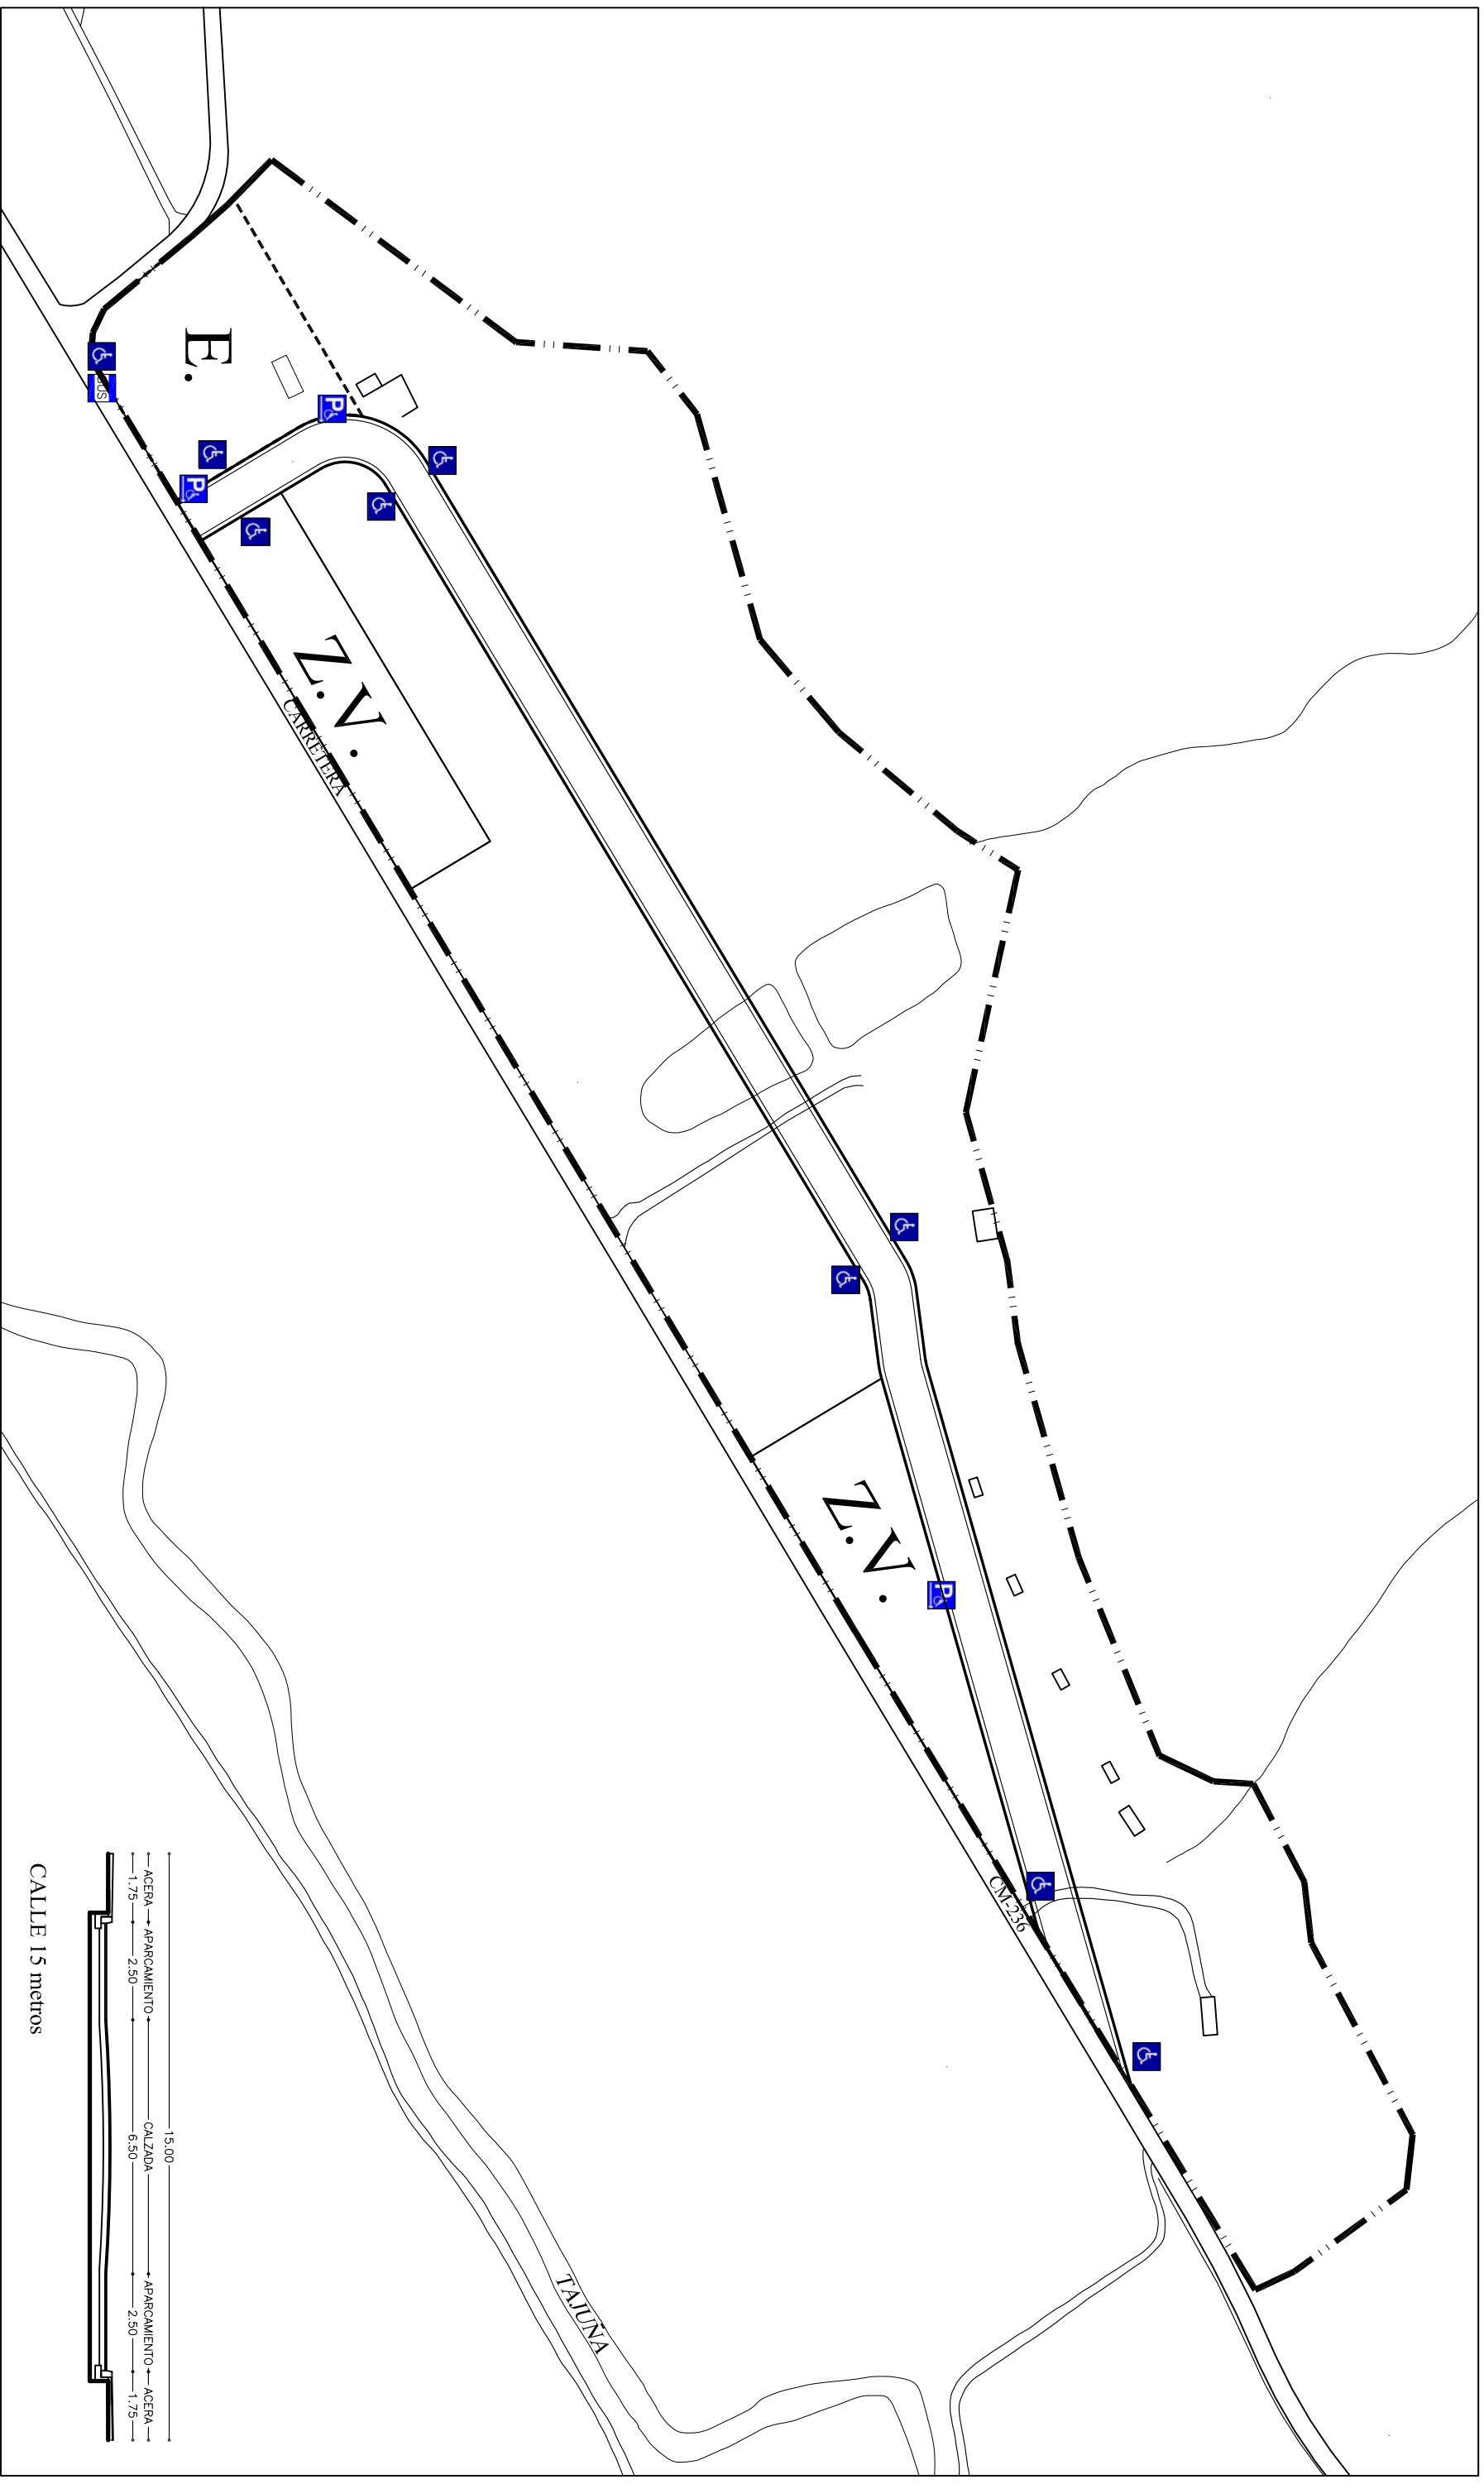 E.
BUS
P
P
Z.V.
CARRETERA
Z.V.
P
CM-236
TAJUÑA
15.00
ACERA APARCAMIENTO CALZADA APARCAMIENTO ACERA
1.75 2.50 6.50 2.50 1.75
CALLE 15 metros